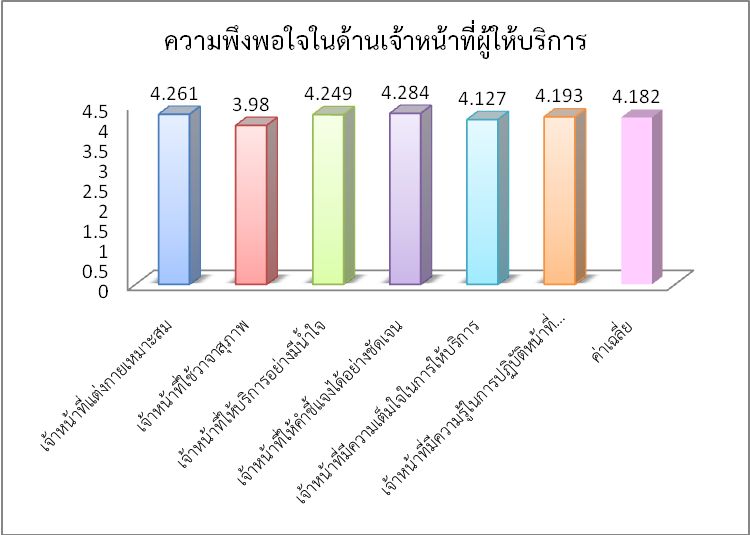 ความพึงพอใจในด้านเจ้าหน้าที่ผู้ให้บริการ
4.261
3.98
4.249
4.284
4.127
4.193
4.182
4.5
4
3.5
3
2.5
2
1.5
1
0.5
0
เจ้าหน้าที่แต่งกายเหมาะสม
เจ้าหน้าที่ใช้วาจาสุภาพ
เจ้าหน้าที่ให้บริการอย่างมีน้ำใจ
เจ้าหน้าที่ให้คำชี้แจงได้อย่างชัดเจน
เจ้าหน้าที่มีความเต็มใจในการให้บริการ
เจ้าหน้าที่มีความรู้ในการปฏิบัติหน้าที่...
ค่าเฉลี่ย